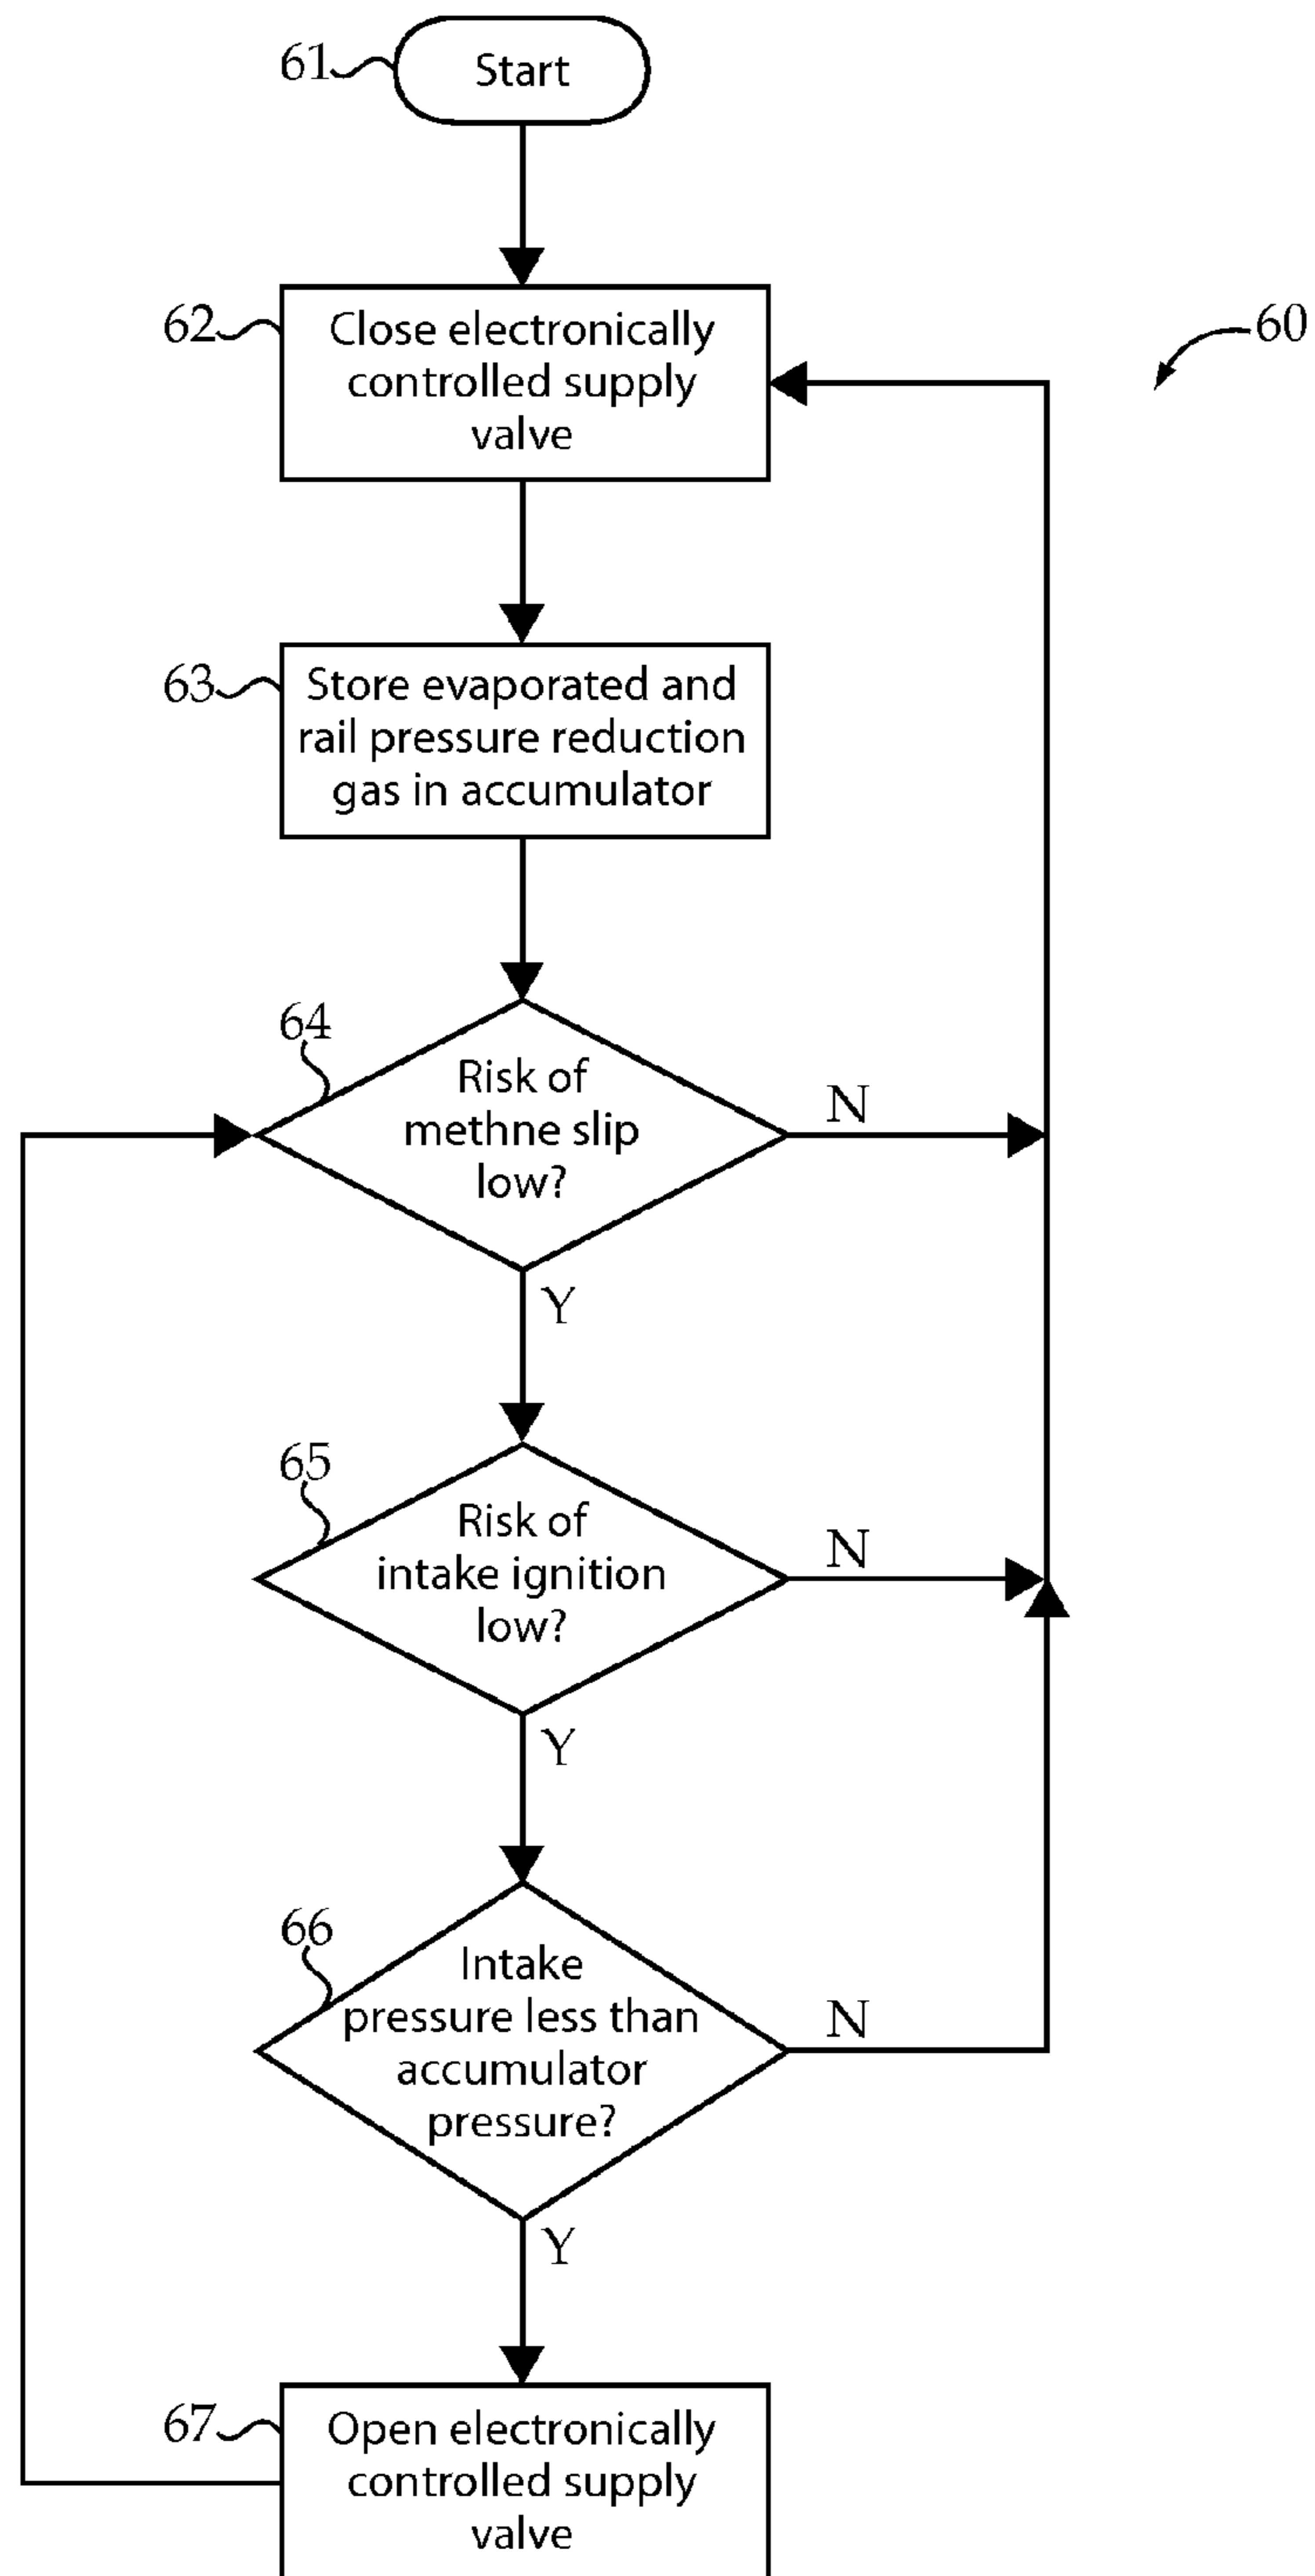 61
Start
60
62
Close electronically
controlled supply
valve
63
Store evaporated and
rail pressure reduction
gas in accumulator
64
Risk of
methne slip
low?
N
Y
65
Risk of
intake ignition
low?
N
Y
66
Intake
pressure less than
accumulator
pressure?
N
Y
67
Open electronically
controlled supply
valve